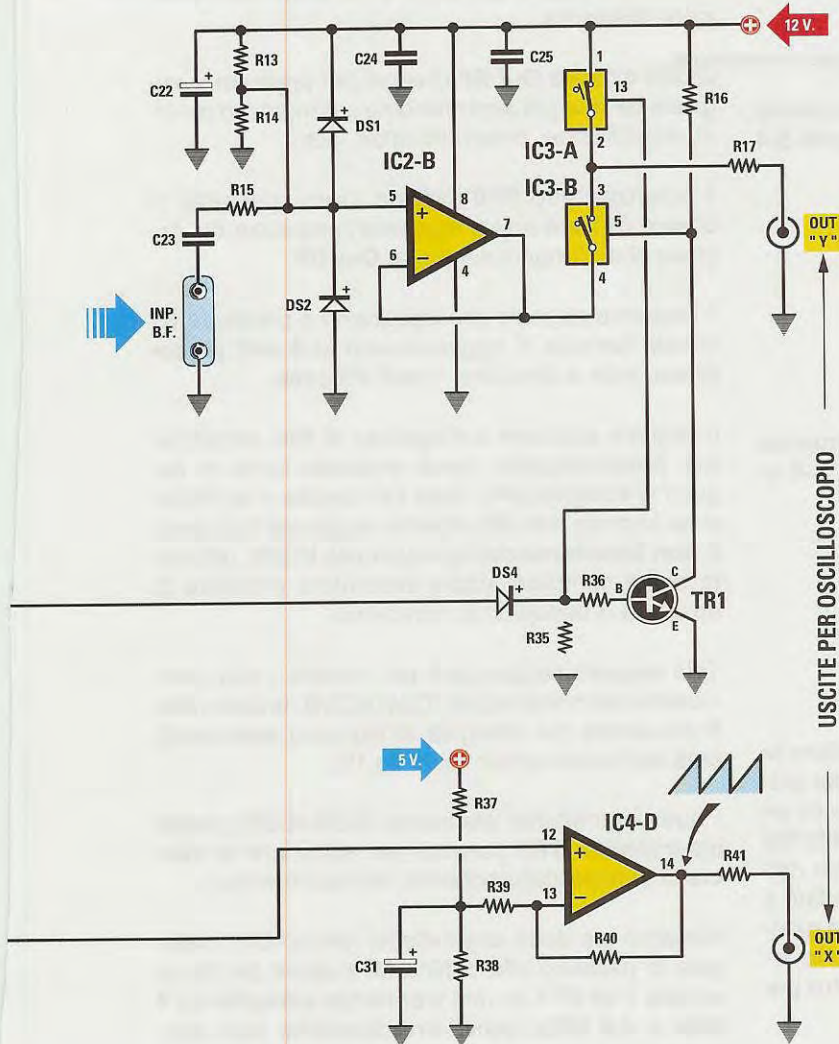 12 V.
R13
C24
C25
1
13
C22
R14
DS1
2
R16
IC2-B
IC3-A
R17
R15
5
8
IC3-B
3
C23
7
5
OUT "Y"
6
4
4
INP. B.F.
DS2
USCITE PER OSCILLOSCOPIO
DS4
R36
B
C
TR1
E
R35
5 V.
R37
IC4-D
12
14
R41
R39
13
C31
R38
R40
OUT "X"